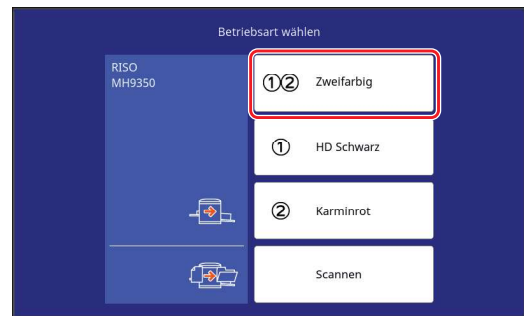 Betriebsart wählen
RISO
MH9350
①② Zweifarbig
① HD Schwarz
② Karminrot
Scannen